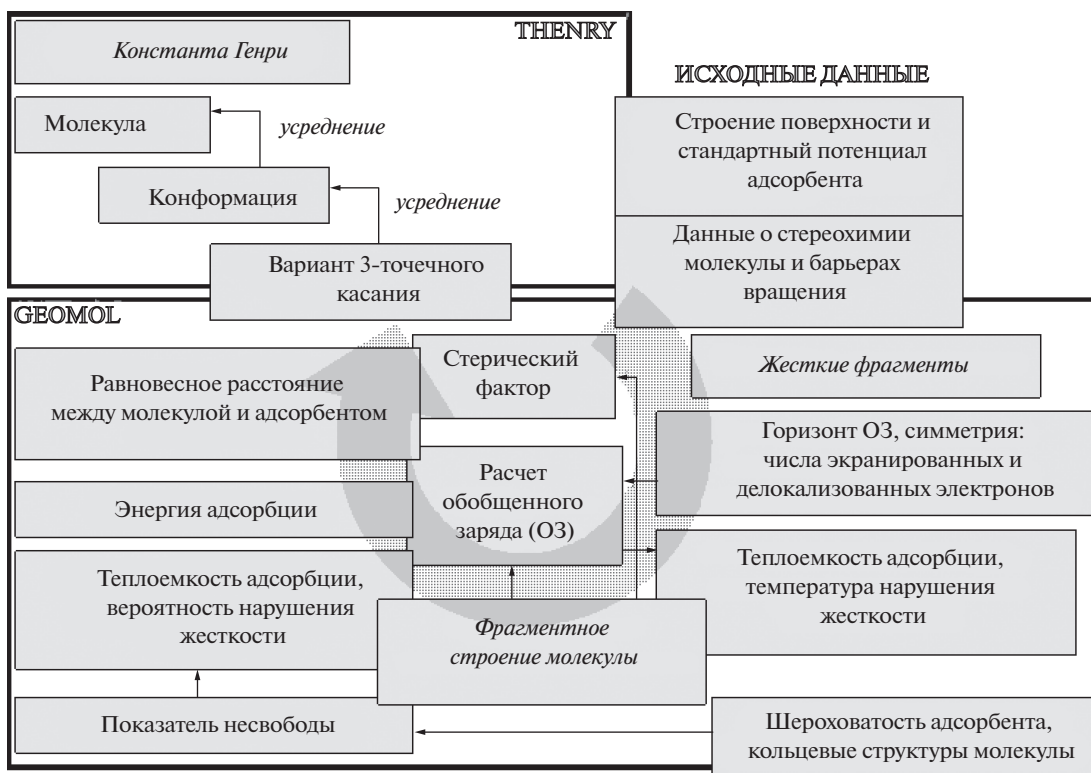 THENRY
Константа Генри
ИСХОДНЫЕ ДАННЫЕ
Молекула
усреднение
Строение поверхности и
стандартный потенциал
адсорбента
Конформация
усреднение
Вариант 3-точечного
касания
Данные о стереохимии
молекулы и барьерах
вращения
GEOMOL
Равновесное расстояние
между молекулой и адсорбентом
Стерический
фактор
Жесткие фрагменты
Энергия адсорбции
Расчет
обобщенного
заряда (ОЗ)
Горизонт ОЗ, симметрия:
числа экранированных и
делокализованных электронов
Теплоемкость адсорбции,
вероятность нарушения
жесткости
Фрагментное
строение молекулы
Теплоемкость адсорбции,
температура нарушения
жесткости
Показатель несвободы
Шероховатость адсорбента,
кольцевые структуры молекулы